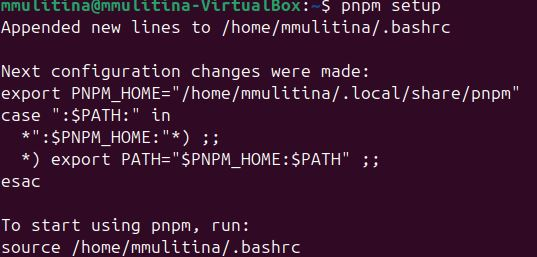 mmulitina@mmulitina-VirtualBox:~$ pnpm setup
Appended new lines to /home/mmulitina/.bashrc

Next configuration changes were made:
export PNPM_HOME="/home/mmulitina/.local/share/pnpm"
case ":$PATH:" in
  *":$PNPM_HOME:"*) ;;
  *) export PATH="$PNPM_HOME:$PATH" ;;
esac

To start using pnpm, run:
source /home/mmulitina/.bashrc